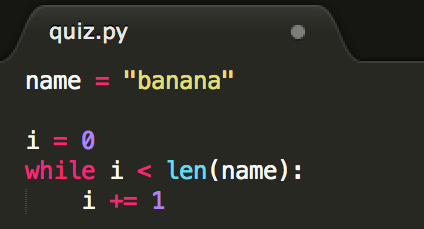 quiz.py
name = "banana"

i = 0
while i < len(name):
    i += 1